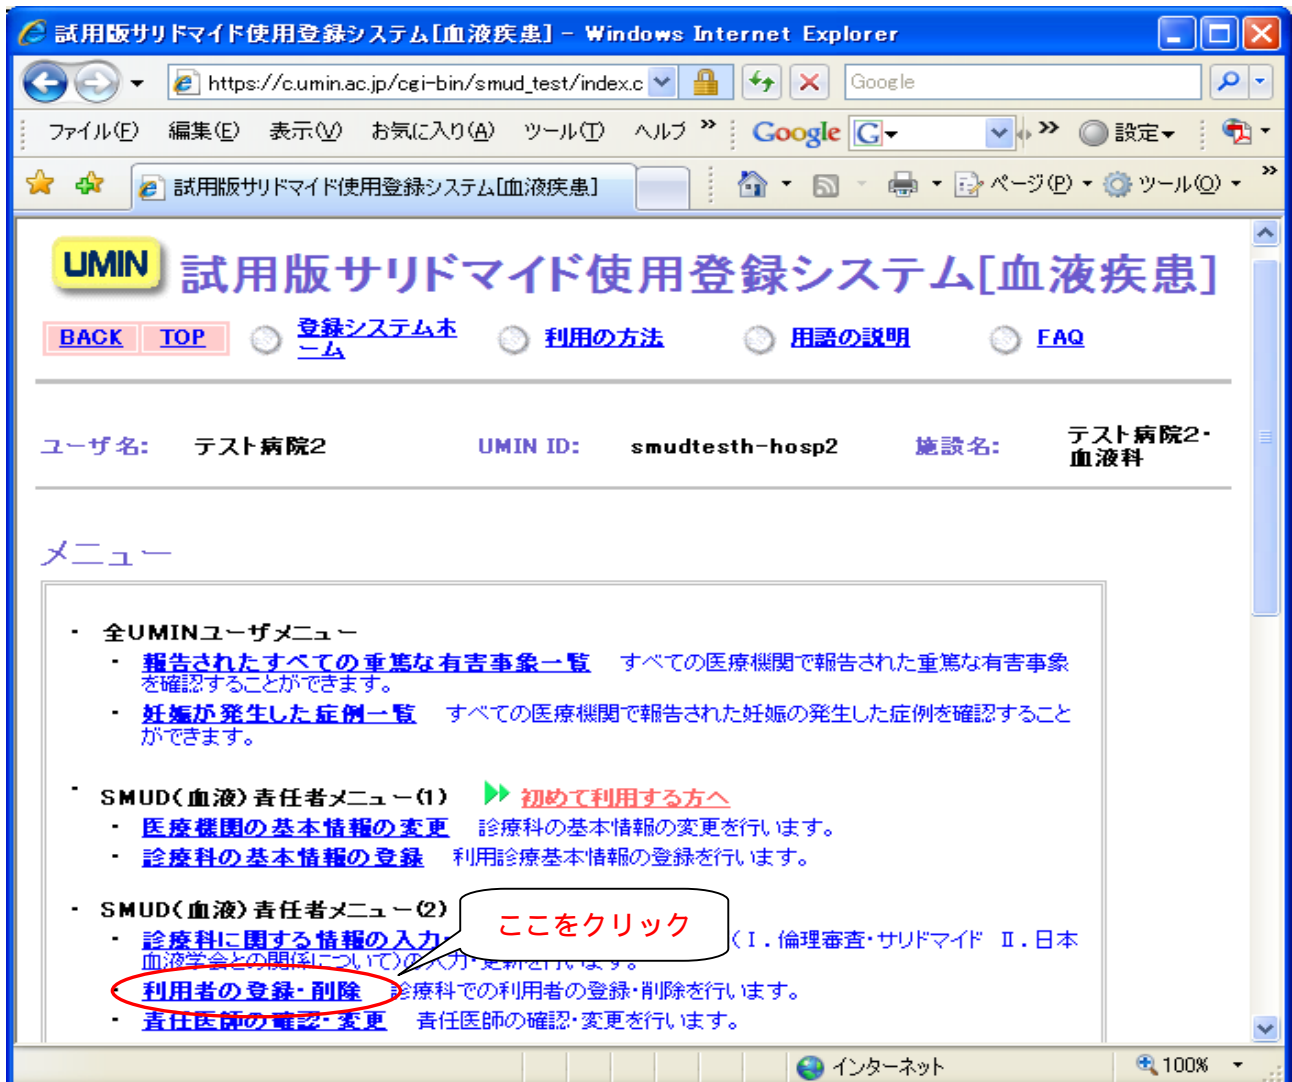 試用版サリドマイド使用登録システム[血液疾患] - Windows Internet Explorer
https://c.umin.ac.jp/cgi-bin/smud_test/index.c
Google
ファイル(F) 編集(E) 表示(V) お気に入り(A) ツール(T) ヘルプ » Google G 設定
試用版サリドマイド使用登録システム[血液疾患] ページ(P) ツール(O) »
UMIN 試用版サリドマイド使用登録システム[血液疾患]
BACK TOP 登録システムホーム 利用の方法 用語の説明 FAQ
ユーザ名: テスト病院2 UMIN ID: smudtesth-hosp2 施設名: テスト病院2・血液科
メニュー
・ 全UMINユーザメニュー
・ 報告されたすべての重篤な有害事象一覧 すべての医療機関で報告された重篤な有害事象
を確認することができます。
・ 妊娠が発生した症例一覧 すべての医療機関で報告された妊娠の発生した症例を確認すること
ができます。
・ SMUD(血液)責任者メニュー(1) 初めて利用する方へ
・ 医療機関の基本情報の変更 診療科の基本情報の変更を行います。
・ 診療科の基本情報の登録 利用診療基本情報の登録を行います。
・ SMUD(血液)責任者メニュー(2)
ここをクリック
・ 診療科に関する情報の入力・ (Ⅰ.倫理審査・サリドマイド Ⅱ.日本
血液学会との関係について)の入力・更新を行います。
・ 利用者の登録・削除 診療科での利用者の登録・削除を行います。
・ 責任医師の確認・変更 責任医師の確認・変更を行います。
インターネット 100%